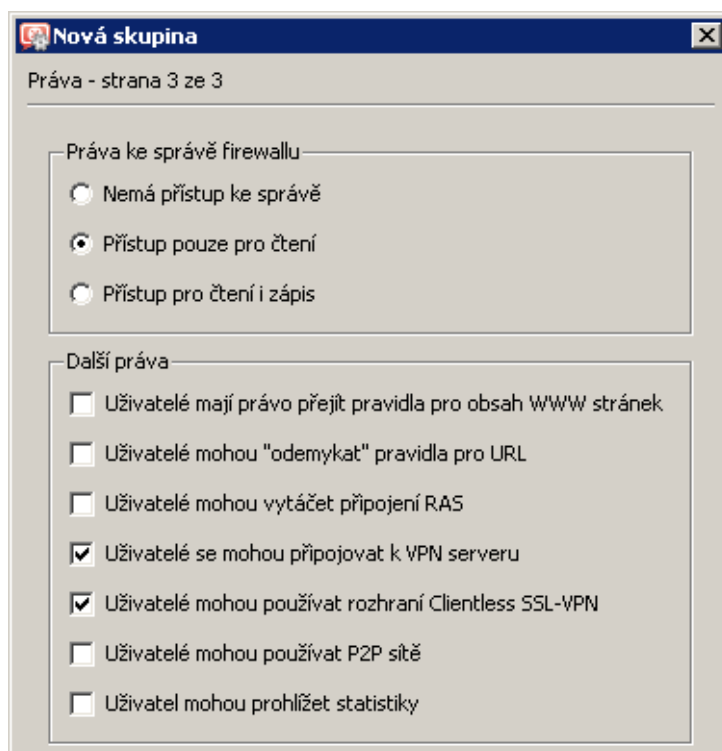 Nová skupina
Práva - strana 3 ze 3
Práva ke správě firewallu
Nemá přístup ke správě
Přístup pouze pro čtení
Přístup pro čtení i zápis
Další práva
Uživatelé mají právo přejít pravidla pro obsah WWW stránek
Uživatelé mohou "odemykat" pravidla pro URL
Uživatelé mohou vytáčet připojení RAS
Uživatelé se mohou připojovat k VPN serveru
Uživatelé mohou používat rozhraní Clientless SSL-VPN
Uživatelé mohou používat P2P sítě
Uživatel mohou prohlížet statistiky